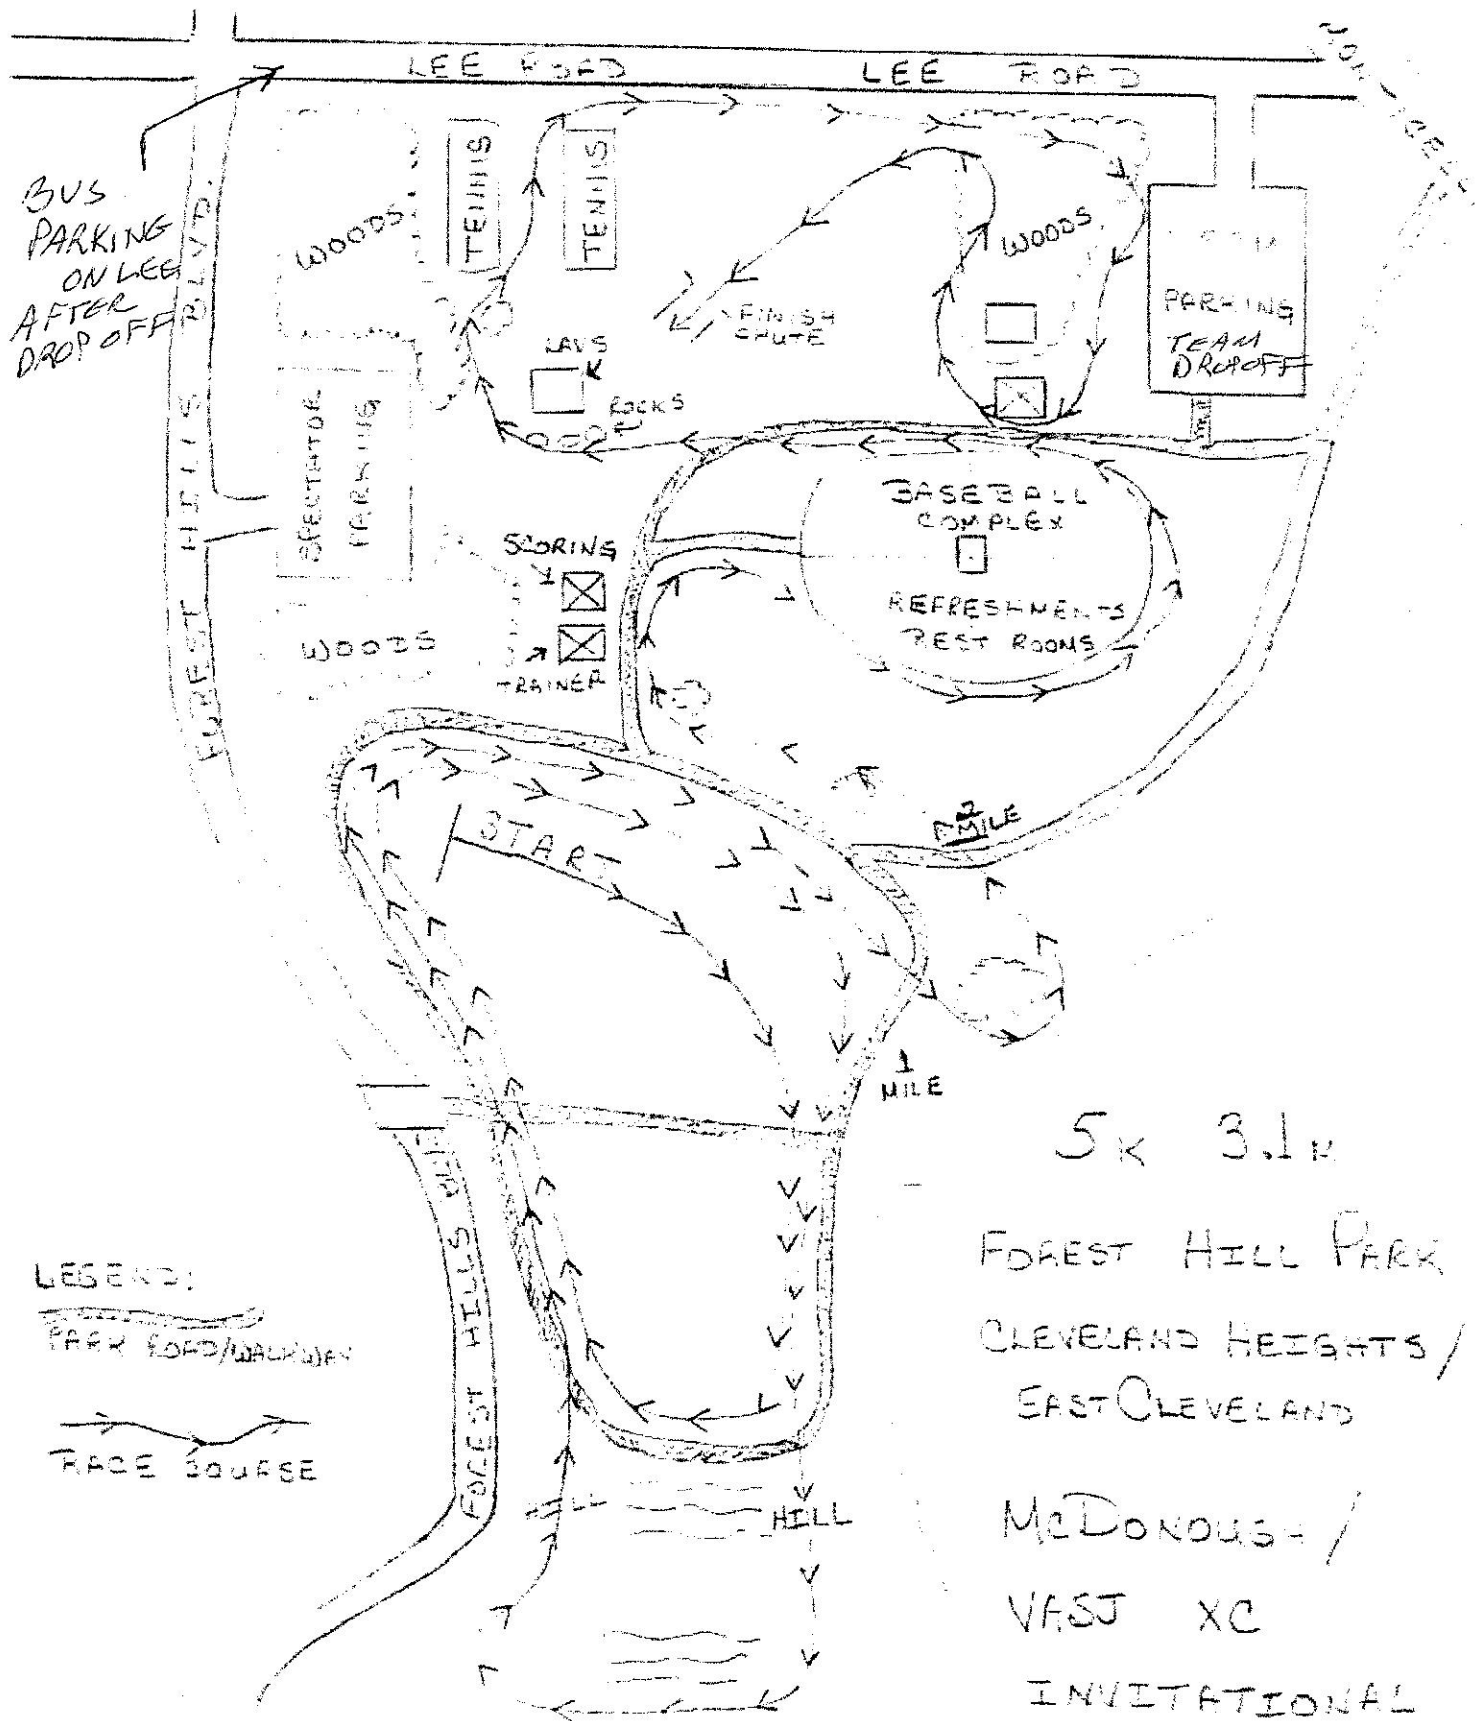 LEE ROAD
LEE ROAD
BUS
PARKING
ON LEE
AFTER
DROP OFF
FOREST HILLS BLVD.
WOODS
TENNIS
TENNIS
WOODS
PARKING
TEAM
DROPOFF
FINISH
CHUTE
LAVS
ROCKS
SPECTATOR
PARKING
BASEBALL
COMPLEX
SCORING
REFRESHMENTS
REST ROOMS
WOODS
TRAINER
2
MILE
START
1
MILE
5K 3.1M
FOREST HILL PARK
CLEVELAND HEIGHTS/
EAST CLEVELAND
LEGEND:
PARK ROAD/WALKWAY
RACE COURSE
FOREST HILLS
HILL
HILL
McDONOUGH/
VASJ XC
INVITATIONAL